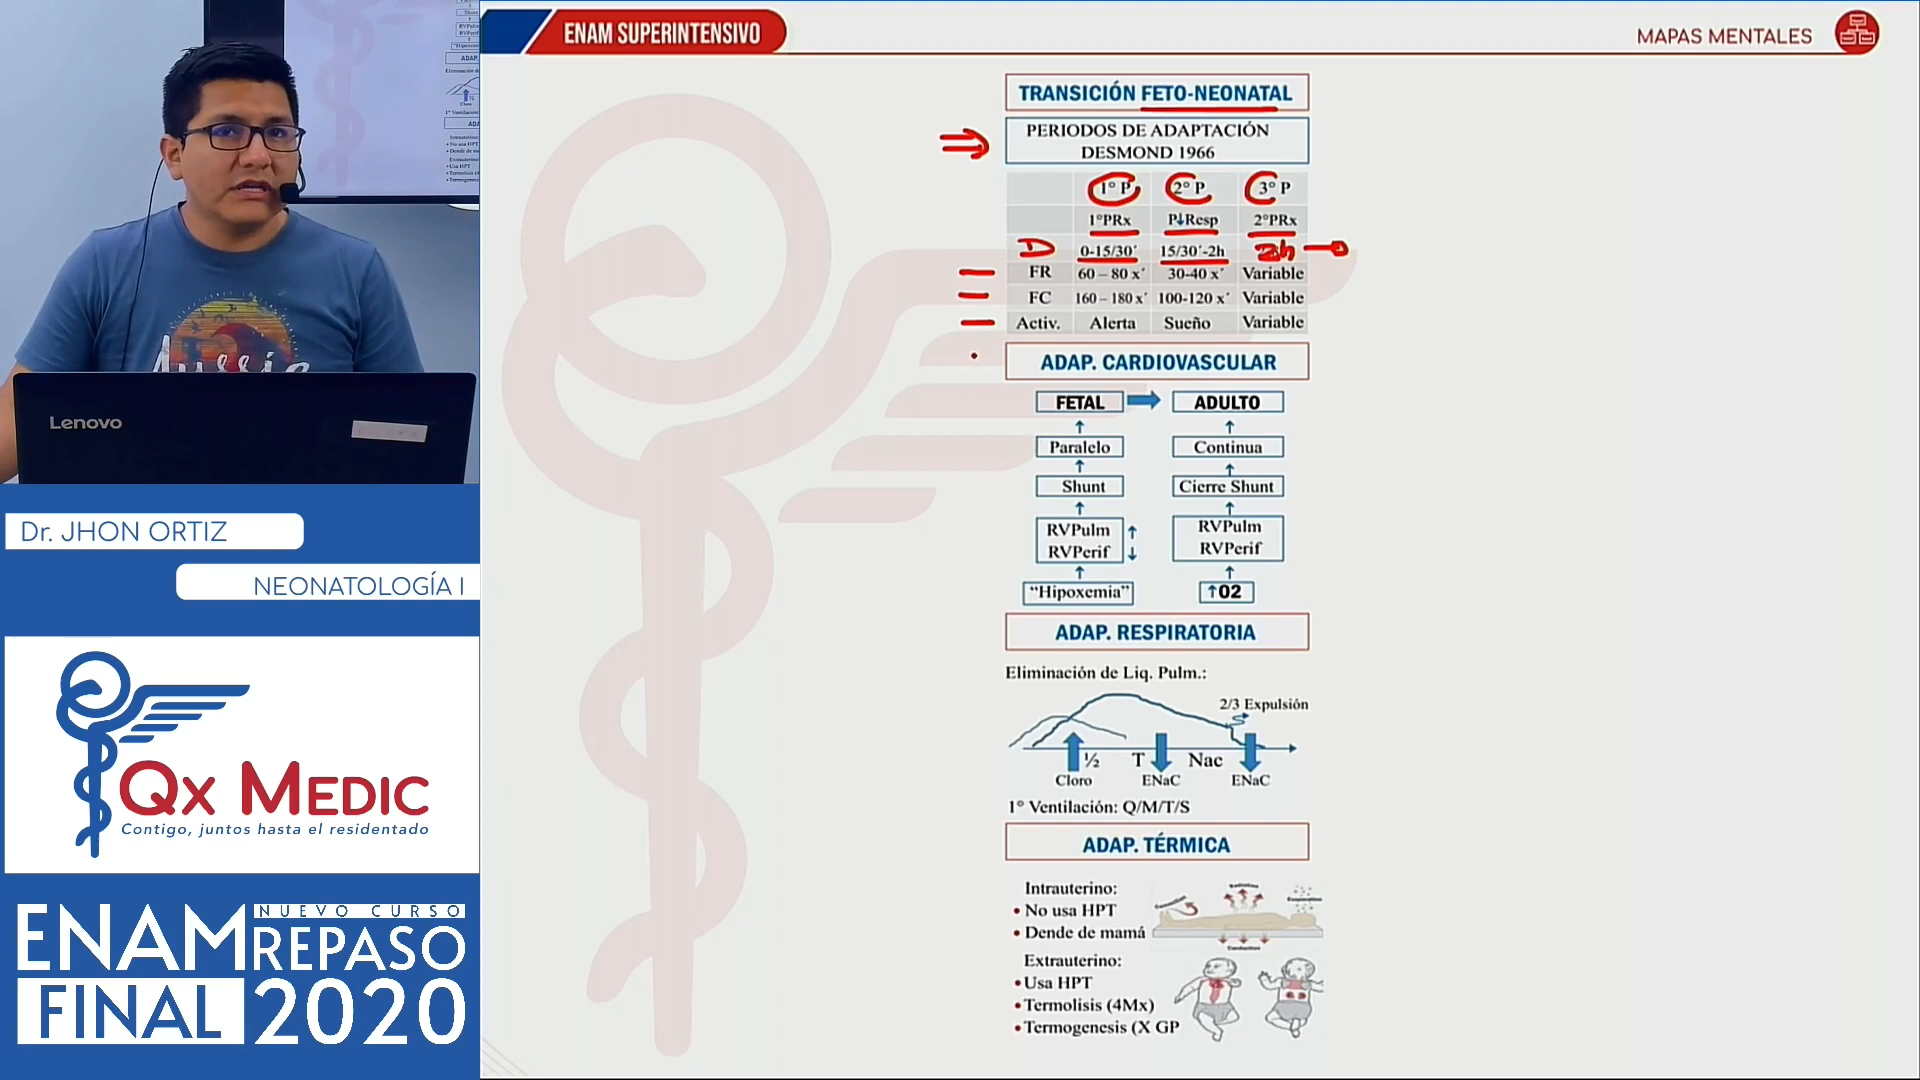 ENAM SUPERINTENSIVO
MAPAS MENTALES
TRANSICIÓN FETO-NEONATAL
PERIODOS DE ADAPTACIÓN
DESMOND 1966
1° P 2° P 3° P
1°PRx P↓Resp 2°PRx
D 0-15/30´ 15/30´-2h 2h
FR 60 – 80 x´ 30-40 x´ Variable
FC 160 – 180 x´ 100-120 x´ Variable
Activ. Alerta Sueño Variable
ADAP. CARDIOVASCULAR
FETAL ADULTO
Paralelo Continua
Shunt Cierre Shunt
RVPulm ↑ RVPulm
RVPerif ↓ RVPerif
“Hipoxemia” ↑O2
ADAP. RESPIRATORIA
Eliminación de Liq. Pulm.:
2/3 Expulsión
½ T Nac
Cloro ENaC ENaC
1° Ventilación: Q/M/T/S
ADAP. TÉRMICA
Intrauterino:
• No usa HPT
• Dende de mamá
Extrauterino:
• Usa HPT
• Termolisis (4Mx)
• Termogenesis (X GP
Lenovo
Dr. JHON ORTIZ
NEONATOLOGÍA I
QX MEDIC
Contigo, juntos hasta el residentado
NUEVO CURSO
ENAM REPASO
FINAL 2020